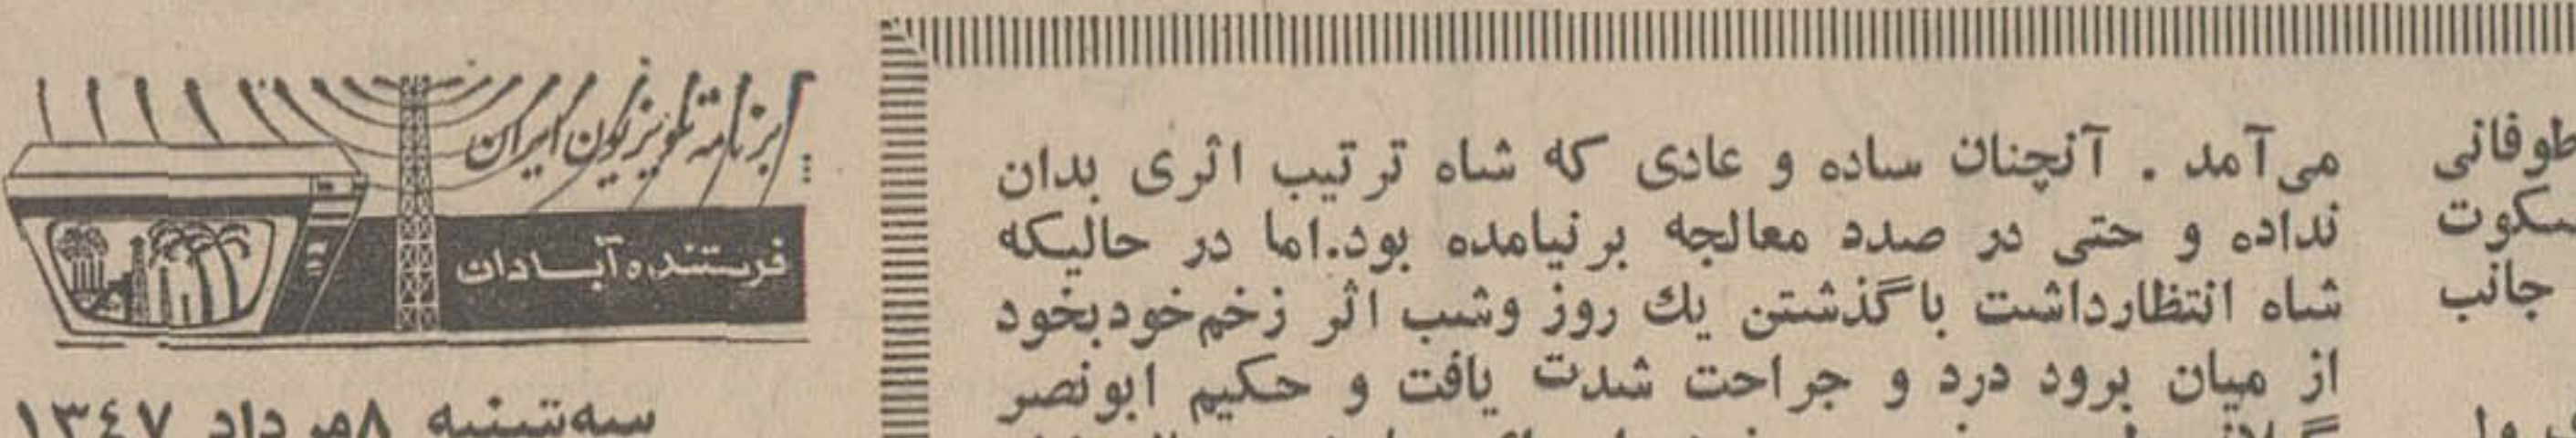 طوفانی
سکوت
جانب
می‌آمد . آنچنان ساده و عادی که شاه ترتیب اثری بدان
نداده و حتی در صدد معالجه برنیامده بود.اما در حالیکه
شاه انتظارداشت باگذشتن یك روز وشب اثر زخم‌خودبخود
از میان برود درد و جراحت شدت یافت و حکیم ابونصر
برنامه تلویزیون ایران
فرستنده آبادان
سه‌شنبه ۸مرداد ۱۳۴۷